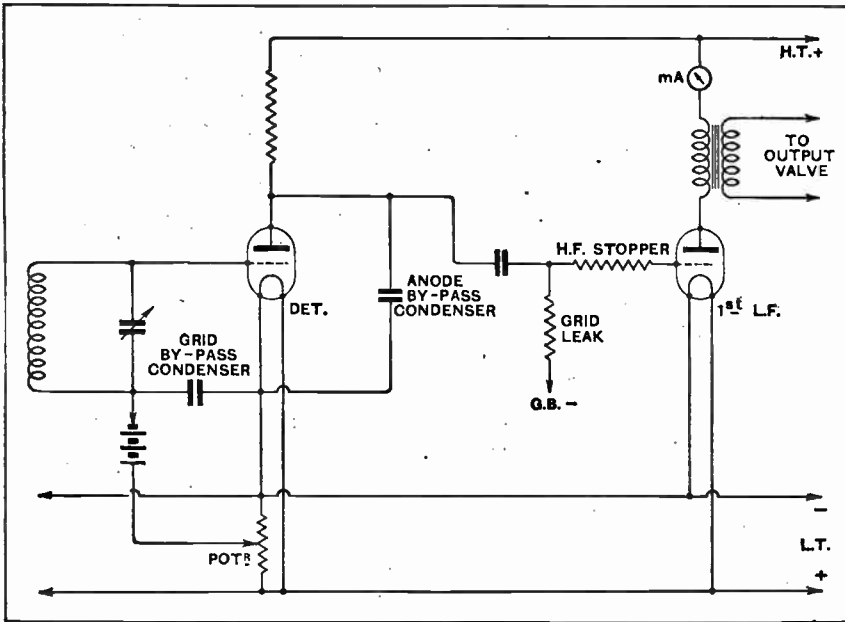 H.T.+
mA
TO
OUTPUT
VALVE
H.F. STOPPER
DET.
ANODE
BY-PASS
CONDENSER
1st L.F.
GRID
BY-PASS
CONDENSER
GRID
LEAK
G.B. −
−
POTR
L.T.
+